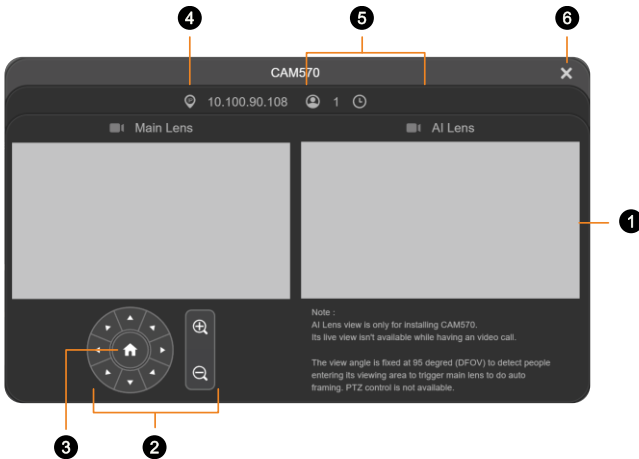 4
5
6
CAM570
10.100.90.108 1
Main Lens
AI Lens
1
Note :
AI Lens view is only for installing CAM570.
Its live view isn't available while having an video call.
The view angle is fixed at 95 degred (DFOV) to detect people
entering its viewing area to trigger main lens to do auto
framing. PTZ control is not available.
3
2